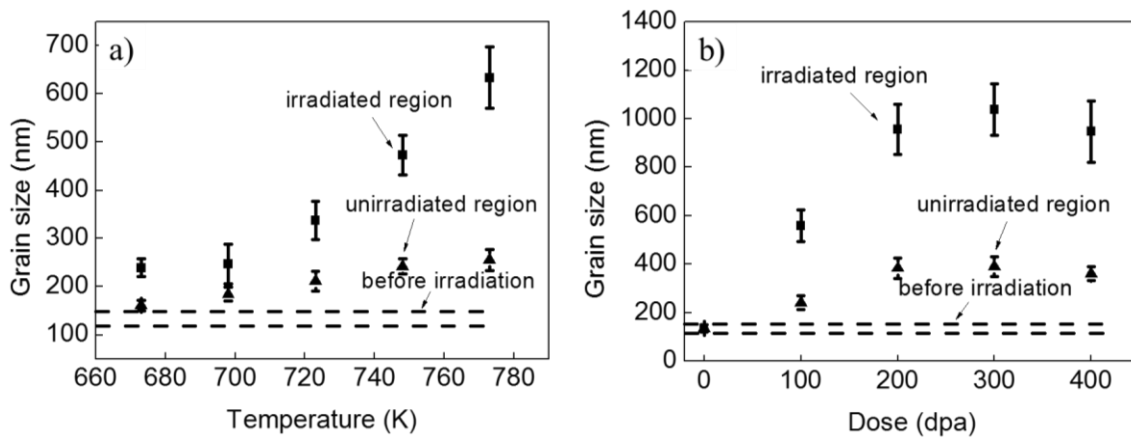 a)
Grain size (nm)
700
600
500
400
300
200
100
irradiated region
unirradiated region
before irradiation
660 680 700 720 740 760 780
Temperature (K)
b)
Grain size (nm)
1400
1200
1000
800
600
400
200
0
irradiated region
unirradiated region
before irradiation
0 100 200 300 400
Dose (dpa)